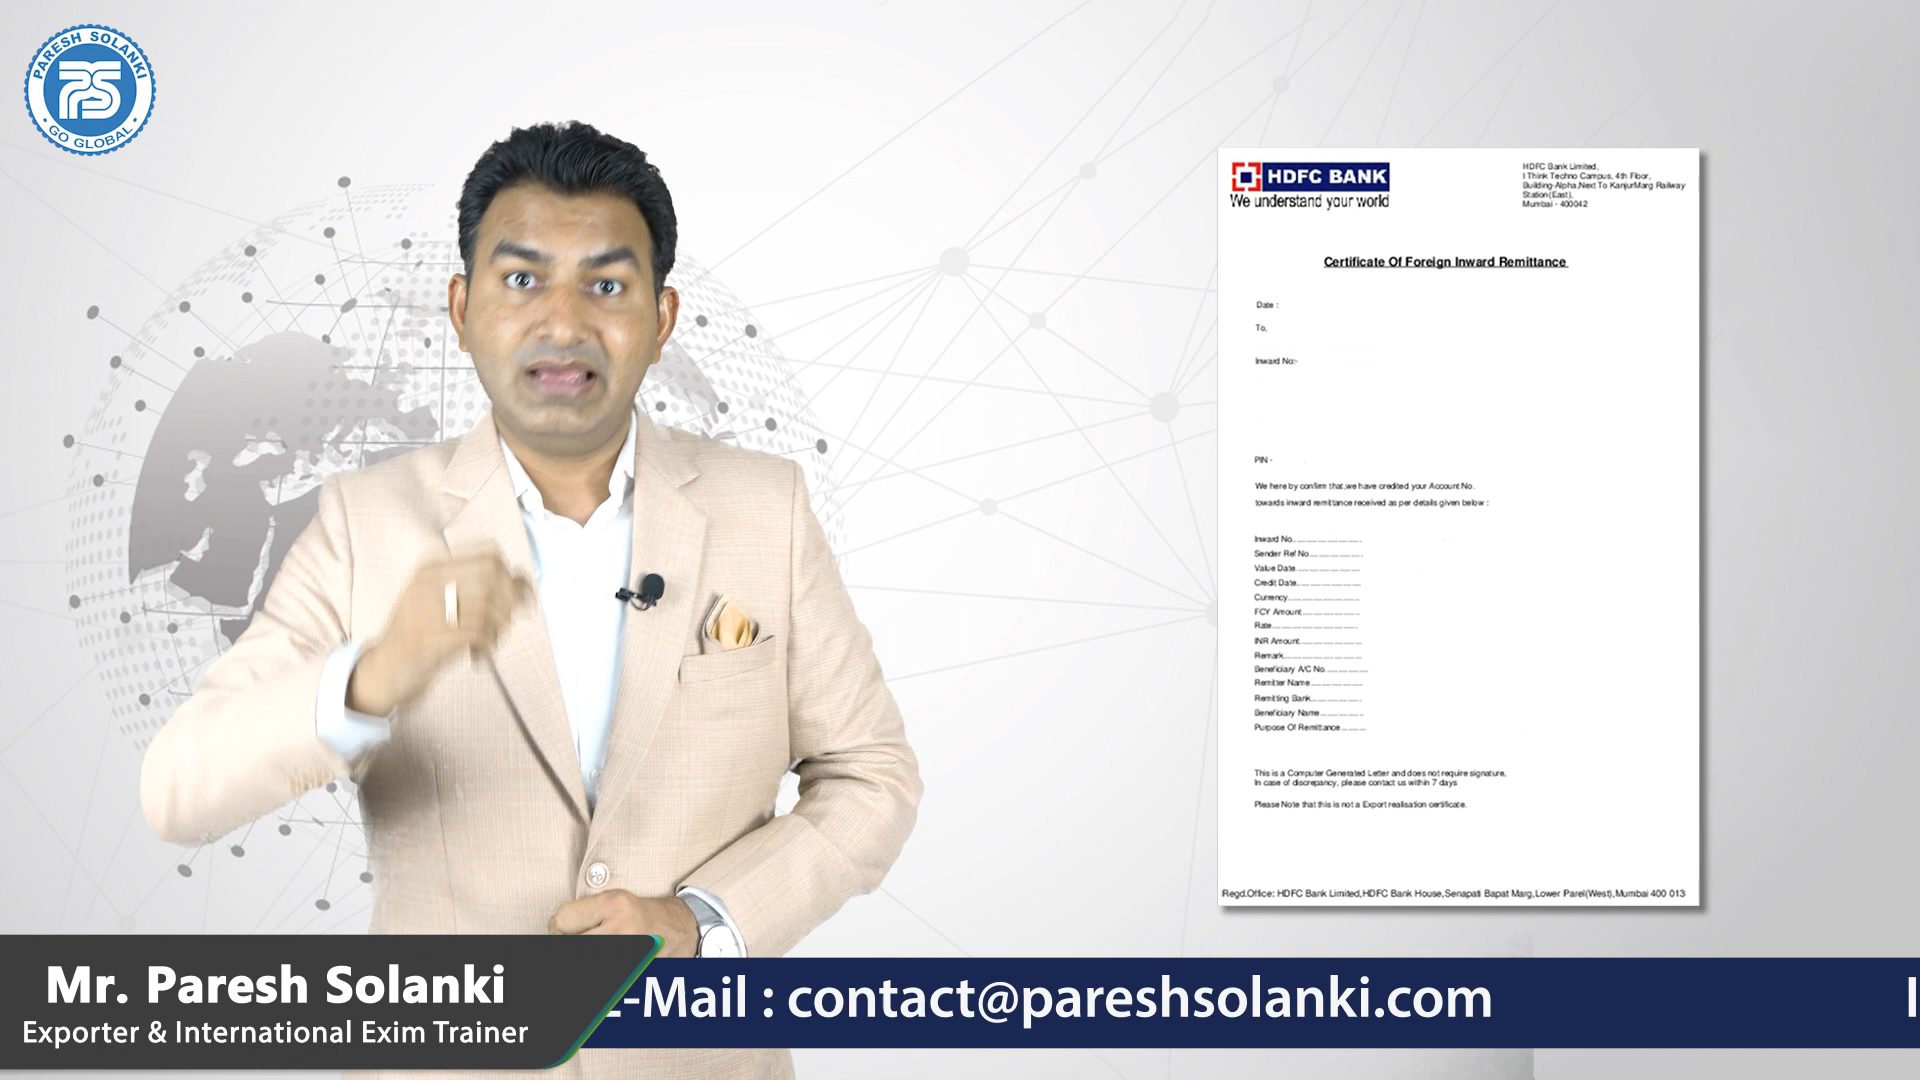 PARESH SOLANKI
PS
GO GLOBAL
HDFC BANK
We understand your world
HDFC Bank Limited,
I Think Techno Campus, 4th Floor,
Building-Alpha,Next To KanjurMarg Railway
Station(East),
Mumbai - 400042
Certificate Of Foreign Inward Remittance
Date :
To,
Inward No:-
PIN -
We here by confirm that,we have credited your Account No.
towards inward remittance received as per details given below :
Inward No.
Sender Ref No
Value Date
Credit Date
Currency
FCY Amount
Rate
INR Amount
Remark
Beneficiary A/C No.
Remitter Name
Remitting Bank
Beneficiary Name
Purpose Of Remittance
This is a Computer Generated Letter and does not require signature,
In case of discrepancy, please contact us within 7 days
Please Note that this is not a Export realisation certificate.
Regd.Office: HDFC Bank Limited,HDFC Bank House,Senapati Bapat Marg,Lower Parel(West),Mumbai 400 013
Mr. Paresh Solanki
Exporter & International Exim Trainer
E-Mail : contact@pareshsolanki.com